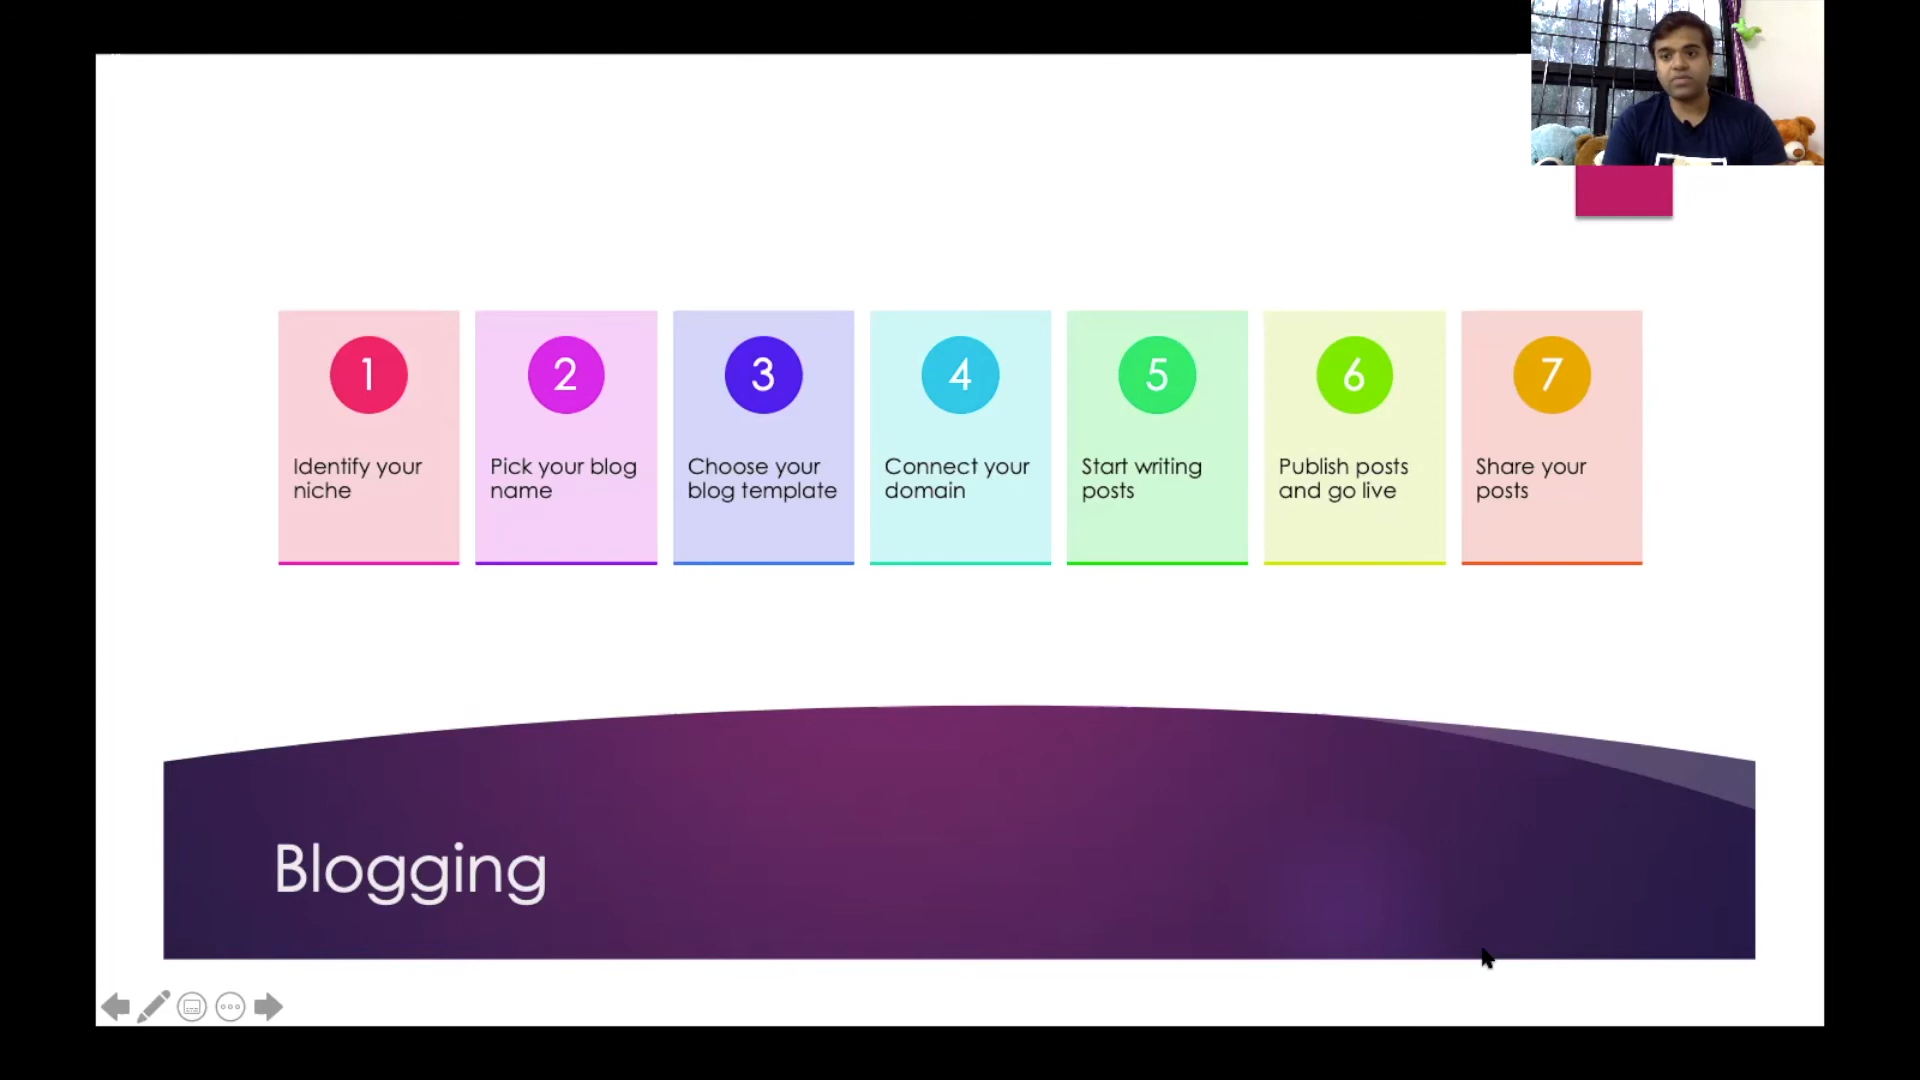 1
Identify your
niche
2
Pick your blog
name
3
Choose your
blog template
4
Connect your
domain
5
Start writing
posts
6
Publish posts
and go live
7
Share your
posts
Blogging